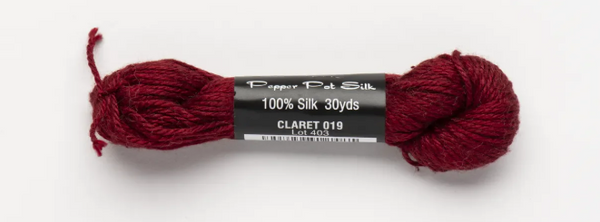 Pepper Pot Silk
100% Silk 30yds
CLARET 019
Lot 403